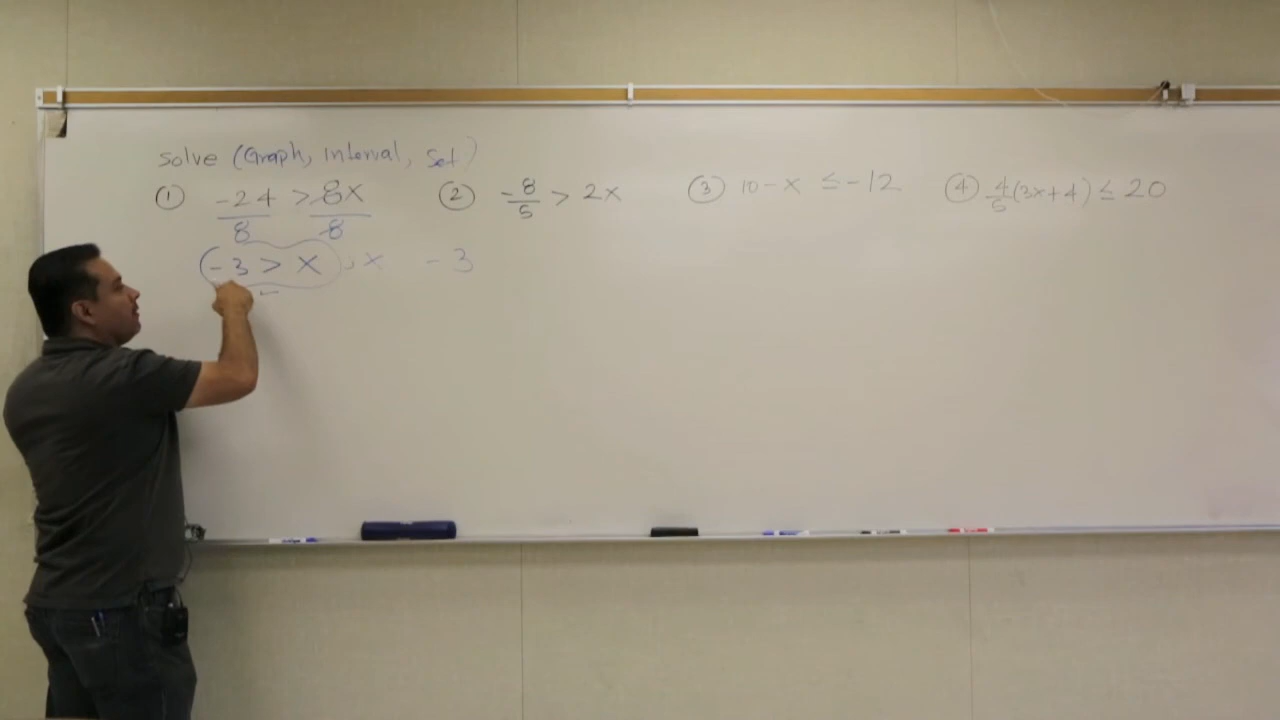 Solve (Graph, Interval, Set)
① -24 > 8x
8 8
-3 > x , x -3
② -8/5 > 2x
③ 10 - x ≤ -12
④ 4/5(3x+4) ≤ 20